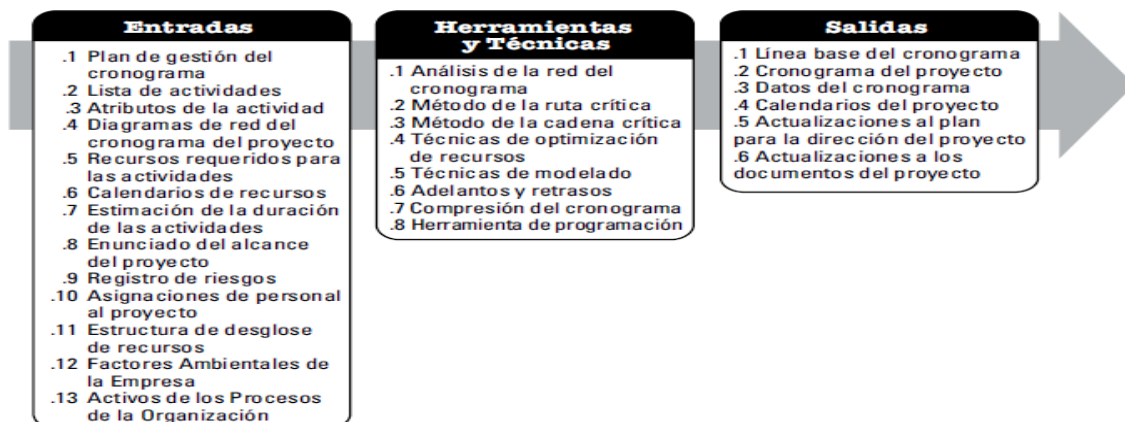 Entradas
.1 Plan de gestión del
cronograma
.2 Lista de actividades
.3 Atributos de la actividad
.4 Diagramas de red del
cronograma del proyecto
.5 Recursos requeridos para
las actividades
.6 Calendarios de recursos
.7 Estimación de la duración
de las actividades
.8 Enunciado del alcance
del proyecto
.9 Registro de riesgos
.10 Asignaciones de personal
al proyecto
.11 Estructura de desglose
de recursos
.12 Factores Ambientales de
la Empresa
.13 Activos de los Procesos
de la Organización
Herramientas
y Técnicas
.1 Análisis de la red del
cronograma
.2 Método de la ruta crítica
.3 Método de la cadena crítica
.4 Técnicas de optimización
de recursos
.5 Técnicas de modelado
.6 Adelantos y retrasos
.7 Compresión del cronograma
.8 Herramienta de programación
Salidas
.1 Línea base del cronograma
.2 Cronograma del proyecto
.3 Datos del cronograma
.4 Calendarios del proyecto
.5 Actualizaciones al plan
para la dirección del proyecto
.6 Actualizaciones a los
documentos del proyecto